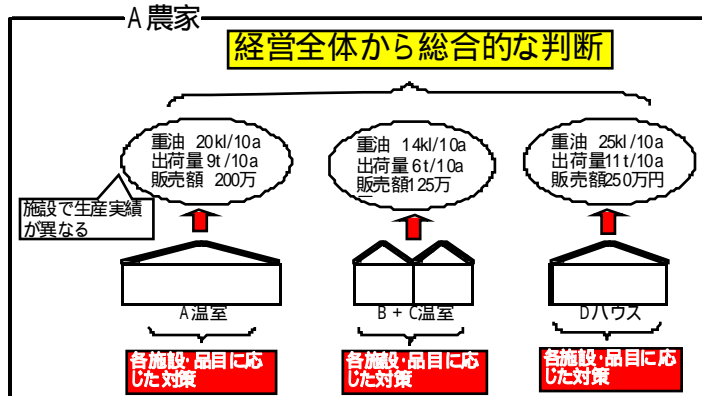 A農家
経営全体から総合的な判断
重油 20kl/10a
出荷量9t/10a
販売額 200万
重油 14kl/10a
出荷量6t/10a
販売額125万
重油 25kl/10a
出荷量11t/10a
販売額250万円
施設で生産実績
が異なる
A温室
B+C温室
Dハウス
各施設・品目に応
じた対策
各施設・品目に応
じた対策
各施設・品目に応
じた対策